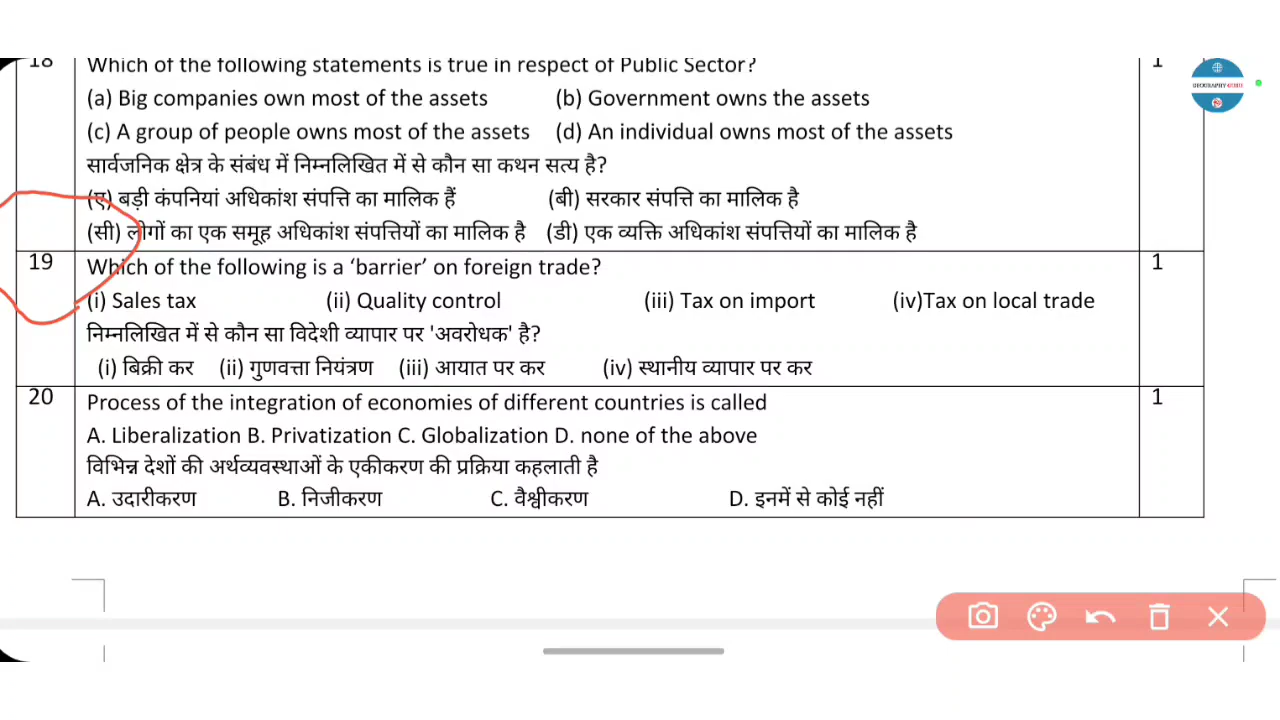 18 Which of the following statements is true in respect of Public Sector? 1
(a) Big companies own most of the assets (b) Government owns the assets
(c) A group of people owns most of the assets (d) An individual owns most of the assets
सार्वजनिक क्षेत्र के संबंध में निम्नलिखित में से कौन सा कथन सत्य है?
(ए) बड़ी कंपनियां अधिकांश संपत्ति का मालिक हैं (बी) सरकार संपत्ति का मालिक है
(सी) लोगों का एक समूह अधिकांश संपत्तियों का मालिक है (डी) एक व्यक्ति अधिकांश संपत्तियों का मालिक है
19 Which of the following is a ‘barrier’ on foreign trade? 1
(i) Sales tax (ii) Quality control (iii) Tax on import (iv)Tax on local trade
निम्नलिखित में से कौन सा विदेशी व्यापार पर 'अवरोधक' है?
(i) बिक्री कर (ii) गुणवत्ता नियंत्रण (iii) आयात पर कर (iv) स्थानीय व्यापार पर कर
20 Process of the integration of economies of different countries is called 1
A. Liberalization B. Privatization C. Globalization D. none of the above
विभिन्न देशों की अर्थव्यवस्थाओं के एकीकरण की प्रक्रिया कहलाती है
A. उदारीकरण B. निजीकरण C. वैश्वीकरण D. इनमें से कोई नहीं